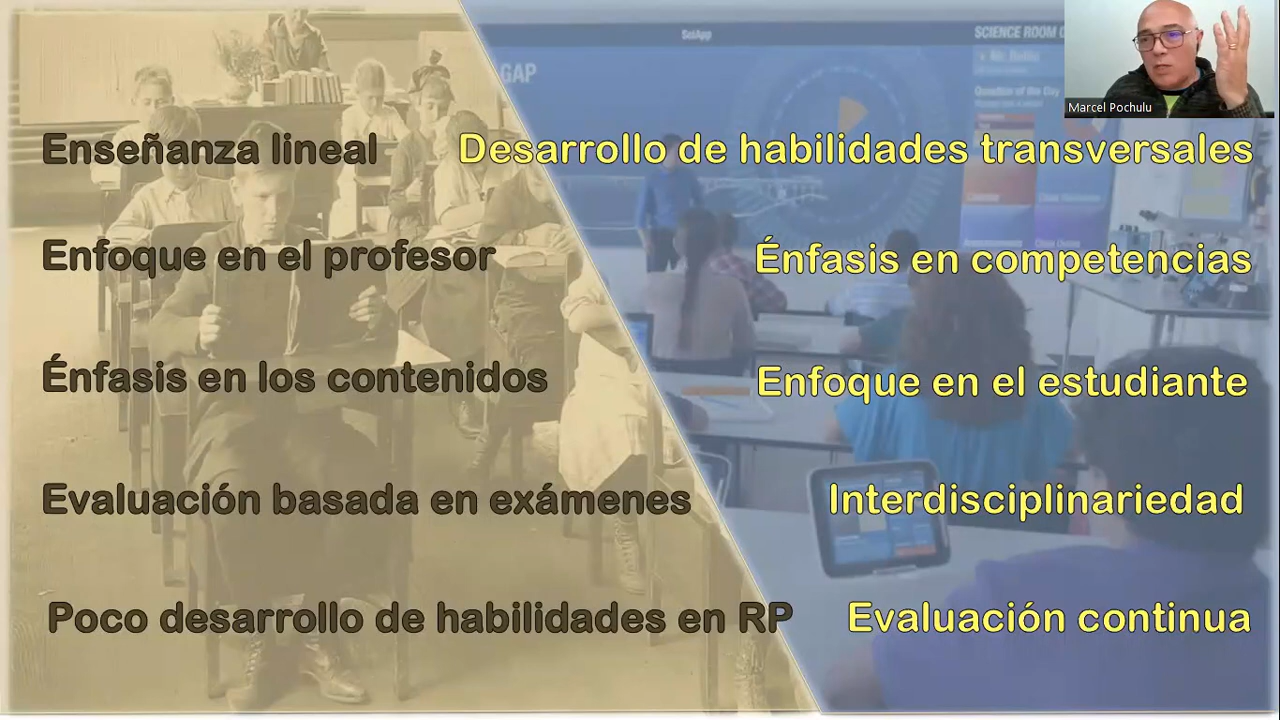 SciApp
SCIENCE ROOM
GAP
Question of the Day
Marcel Pochulu
Enseñanza lineal
Desarrollo de habilidades transversales
Enfoque en el profesor
Énfasis en competencias
Énfasis en los contenidos
Enfoque en el estudiante
Evaluación basada en exámenes
Interdisciplinariedad
Poco desarrollo de habilidades en RP
Evaluación continua